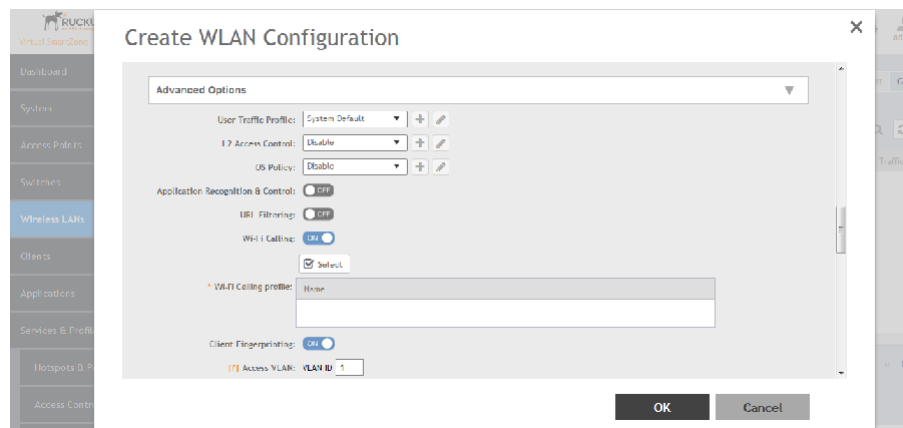 RUCKU
Virtual SmartZone
Create WLAN Configuration
Dashboard
System
Access Points
Switches
Wireless LANs
Clients
Applications
Services & Profil
Hotspots & P
Access Contr
Advanced Options
User Traffic Profile: System Default
L2 Access Control: Disable
OS Policy: Disable
Application Recognition & Control: OFF
URL Filtering: OFF
Wi-Fi Calling: ON
Select
* Wi-Fi Calling profile: Name
Client Fingerprinting: ON
[?] Access VLAN: VLAN ID 1
OK Cancel
Traffic